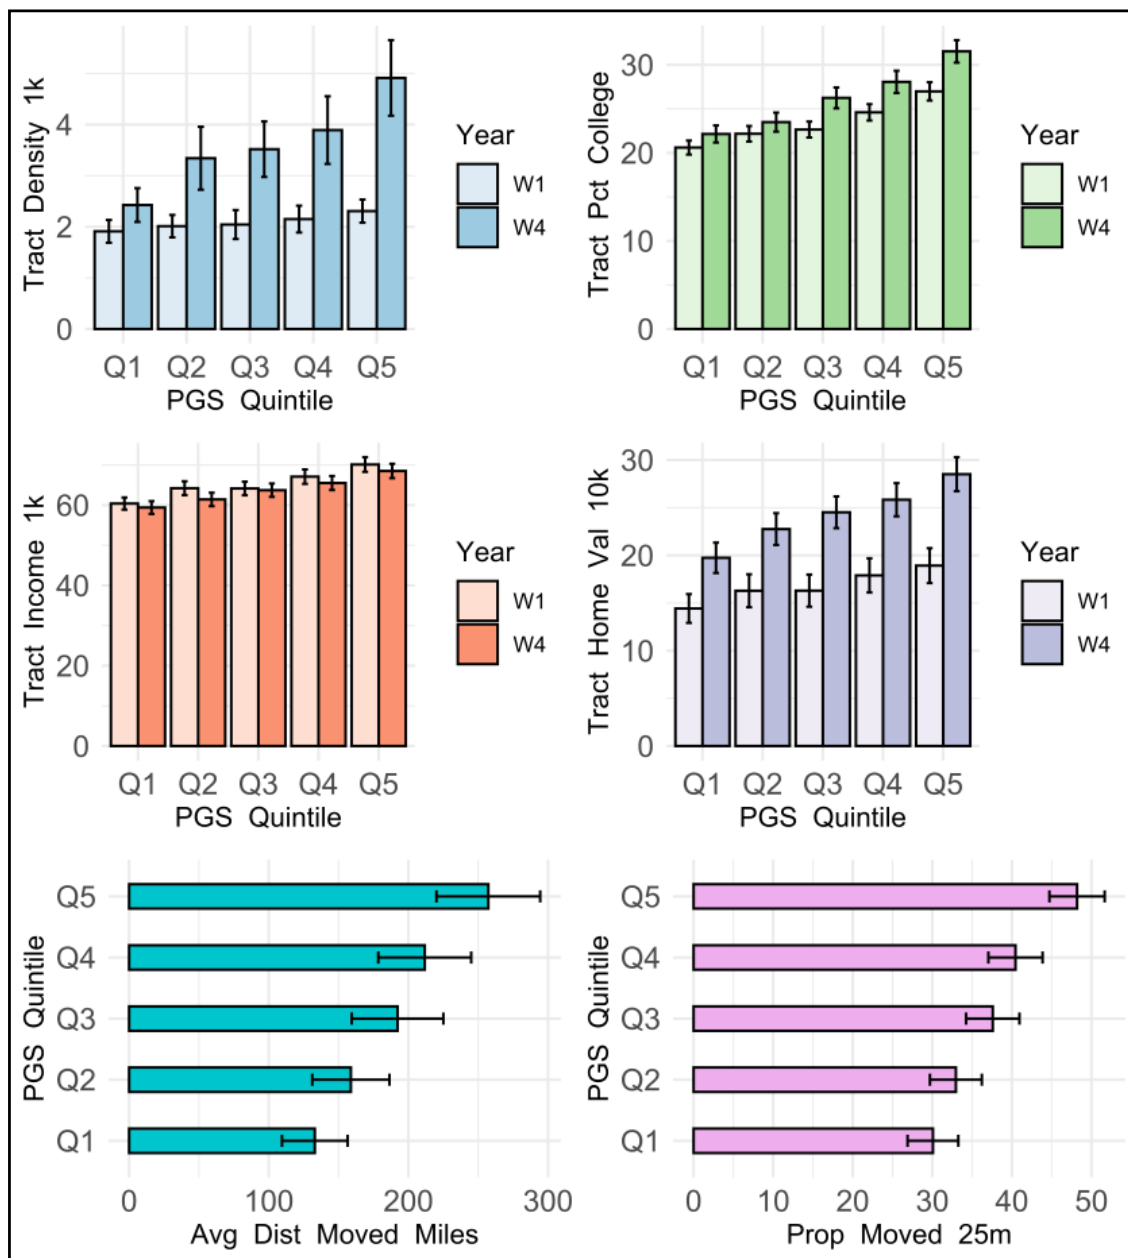 Tract Density 1k
4
2
0
Q1 Q2 Q3 Q4 Q5
PGS Quintile
Year
W1
W4
Tract Pct College
30
20
10
0
Q1 Q2 Q3 Q4 Q5
PGS Quintile
Year
W1
W4
Tract Income 1k
60
40
20
0
Q1 Q2 Q3 Q4 Q5
PGS Quintile
Year
W1
W4
Tract Home Val 10k
30
20
10
0
Q1 Q2 Q3 Q4 Q5
PGS Quintile
Year
W1
W4
PGS Quintile
Q5
Q4
Q3
Q2
Q1
0 100 200 300
Avg Dist Moved Miles
PGS Quintile
Q5
Q4
Q3
Q2
Q1
0 10 20 30 40 50
Prop Moved 25m